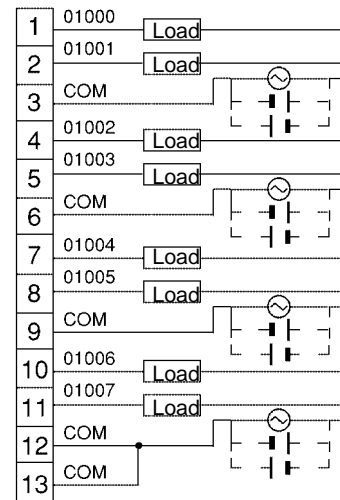 1 01000 Load
2 01001 Load
3 COM
4 01002 Load
5 01003 Load
6 COM
7 01004 Load
8 01005 Load
9 COM
10 01006 Load
11 01007 Load
12 COM
13 COM